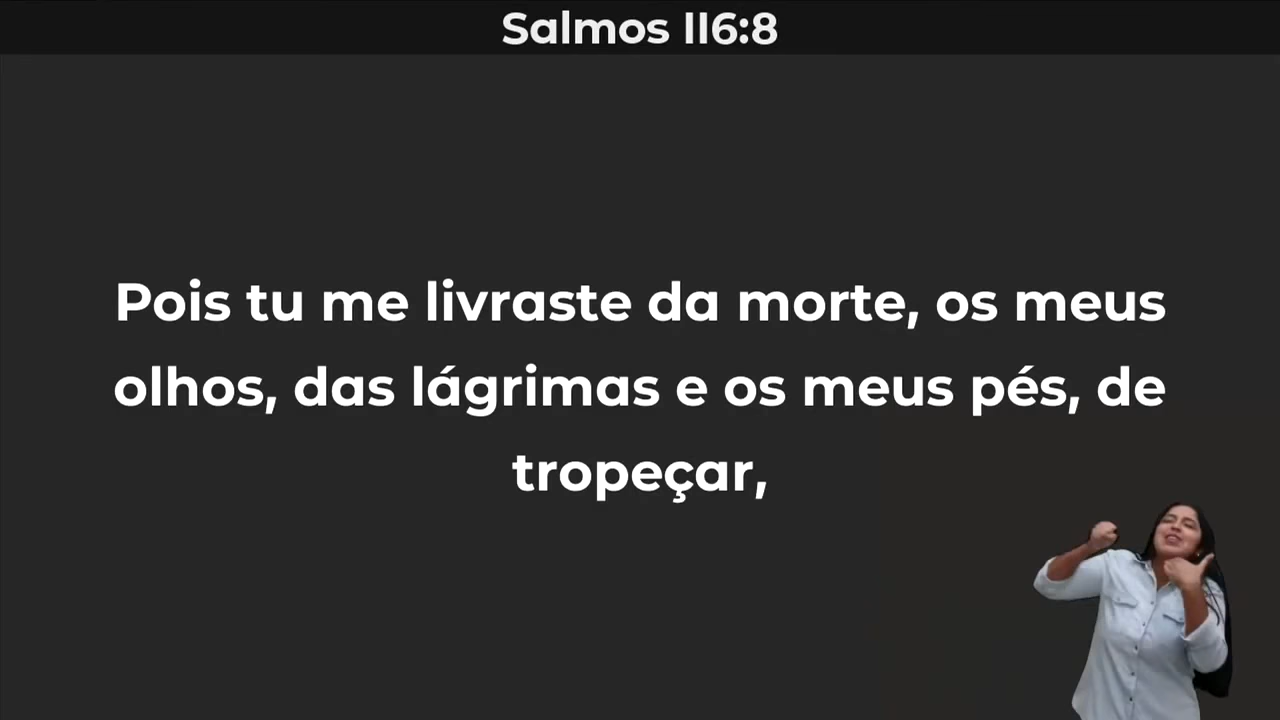 Salmos 116:8
Pois tu me livraste da morte, os meus
olhos, das lágrimas e os meus pés, de
tropeçar,